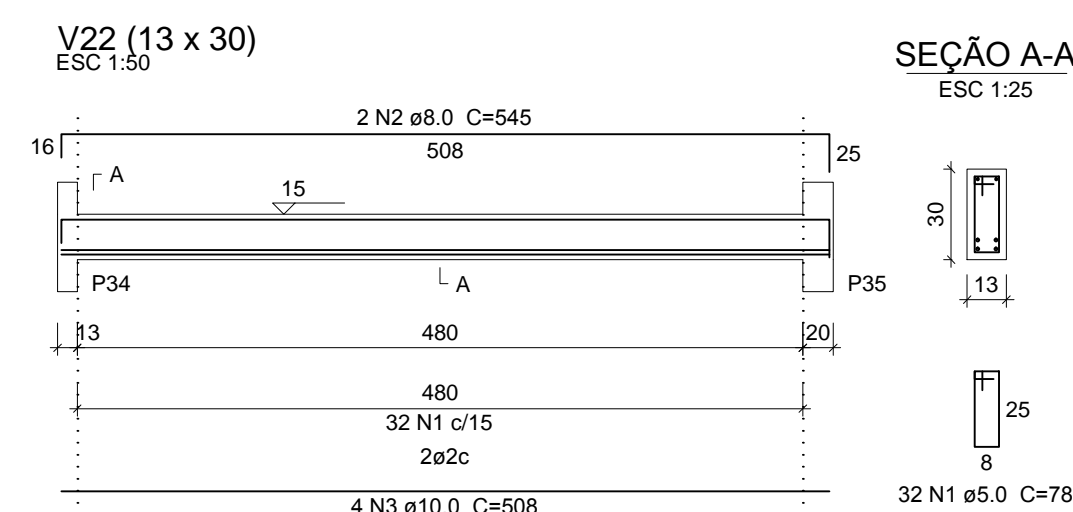 V22 (13 x 30)
ESC 1:50
SEÇÃO A-A
ESC 1:25
2 N2 ø8.0 C=545
16
508
25
A
15
30
A
P34
P35
13
13
480
20
480
32 N1 c/15
25
2ø2c
8
4 N3 ø10.0 C=508
32 N1 ø5.0 C=78